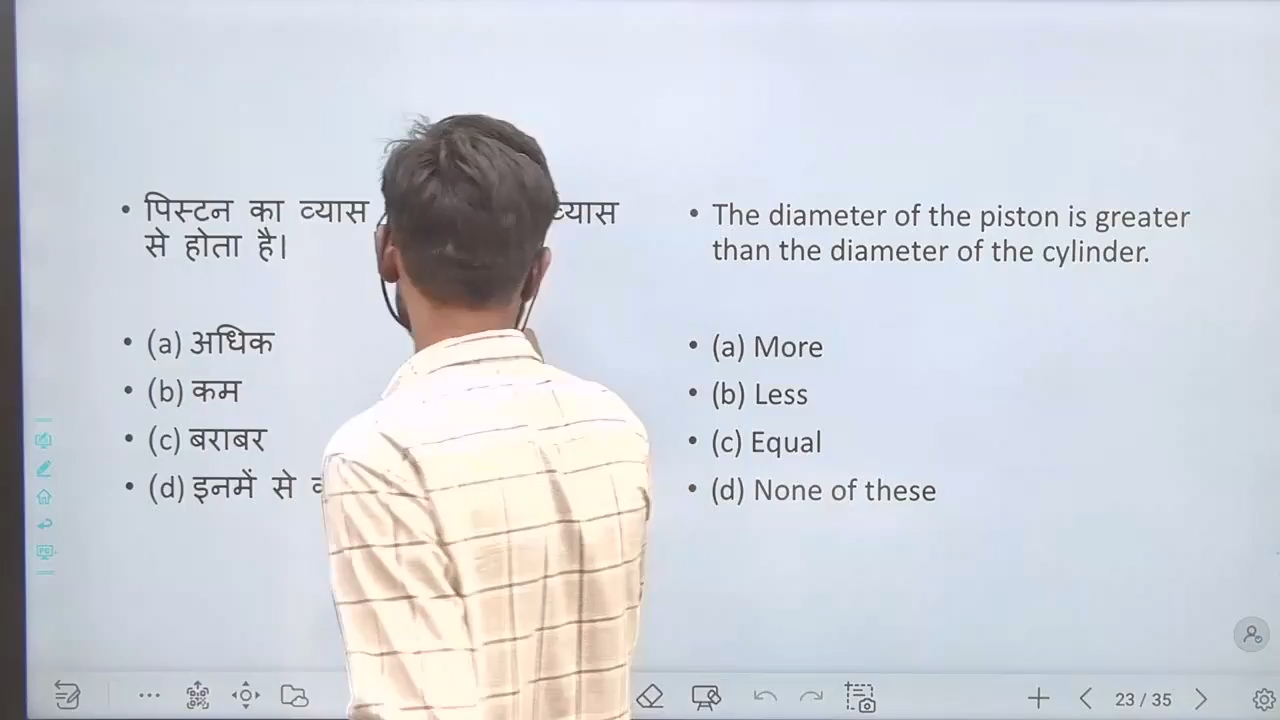 • पिस्टन का व्यास व्यास
से होता है।
• (a) अधिक
• (b) कम
• (c) बराबर
• (d) इनमें से
• The diameter of the piston is greater
than the diameter of the cylinder.
• (a) More
• (b) Less
• (c) Equal
• (d) None of these
23 / 35